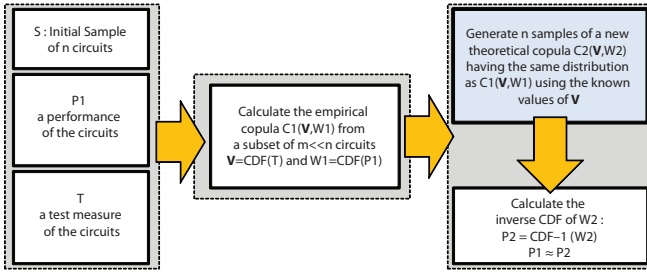 S : Initial Sample
of n circuits
P1
a performance
of the circuits
T
a test measure
of the circuits
Calculate the empirical
copula C1(V,W1) from
a subset of m<<n circuits
V=CDF(T) and W1=CDF(P1)
Generate n samples of a new
theoretical copula C2(V,W2)
having the same distribution
as C1(V,W1) using the known
values of V
Calculate the
inverse CDF of W2 :
P2 = CDF–1 (W2)
P1 ≈ P2